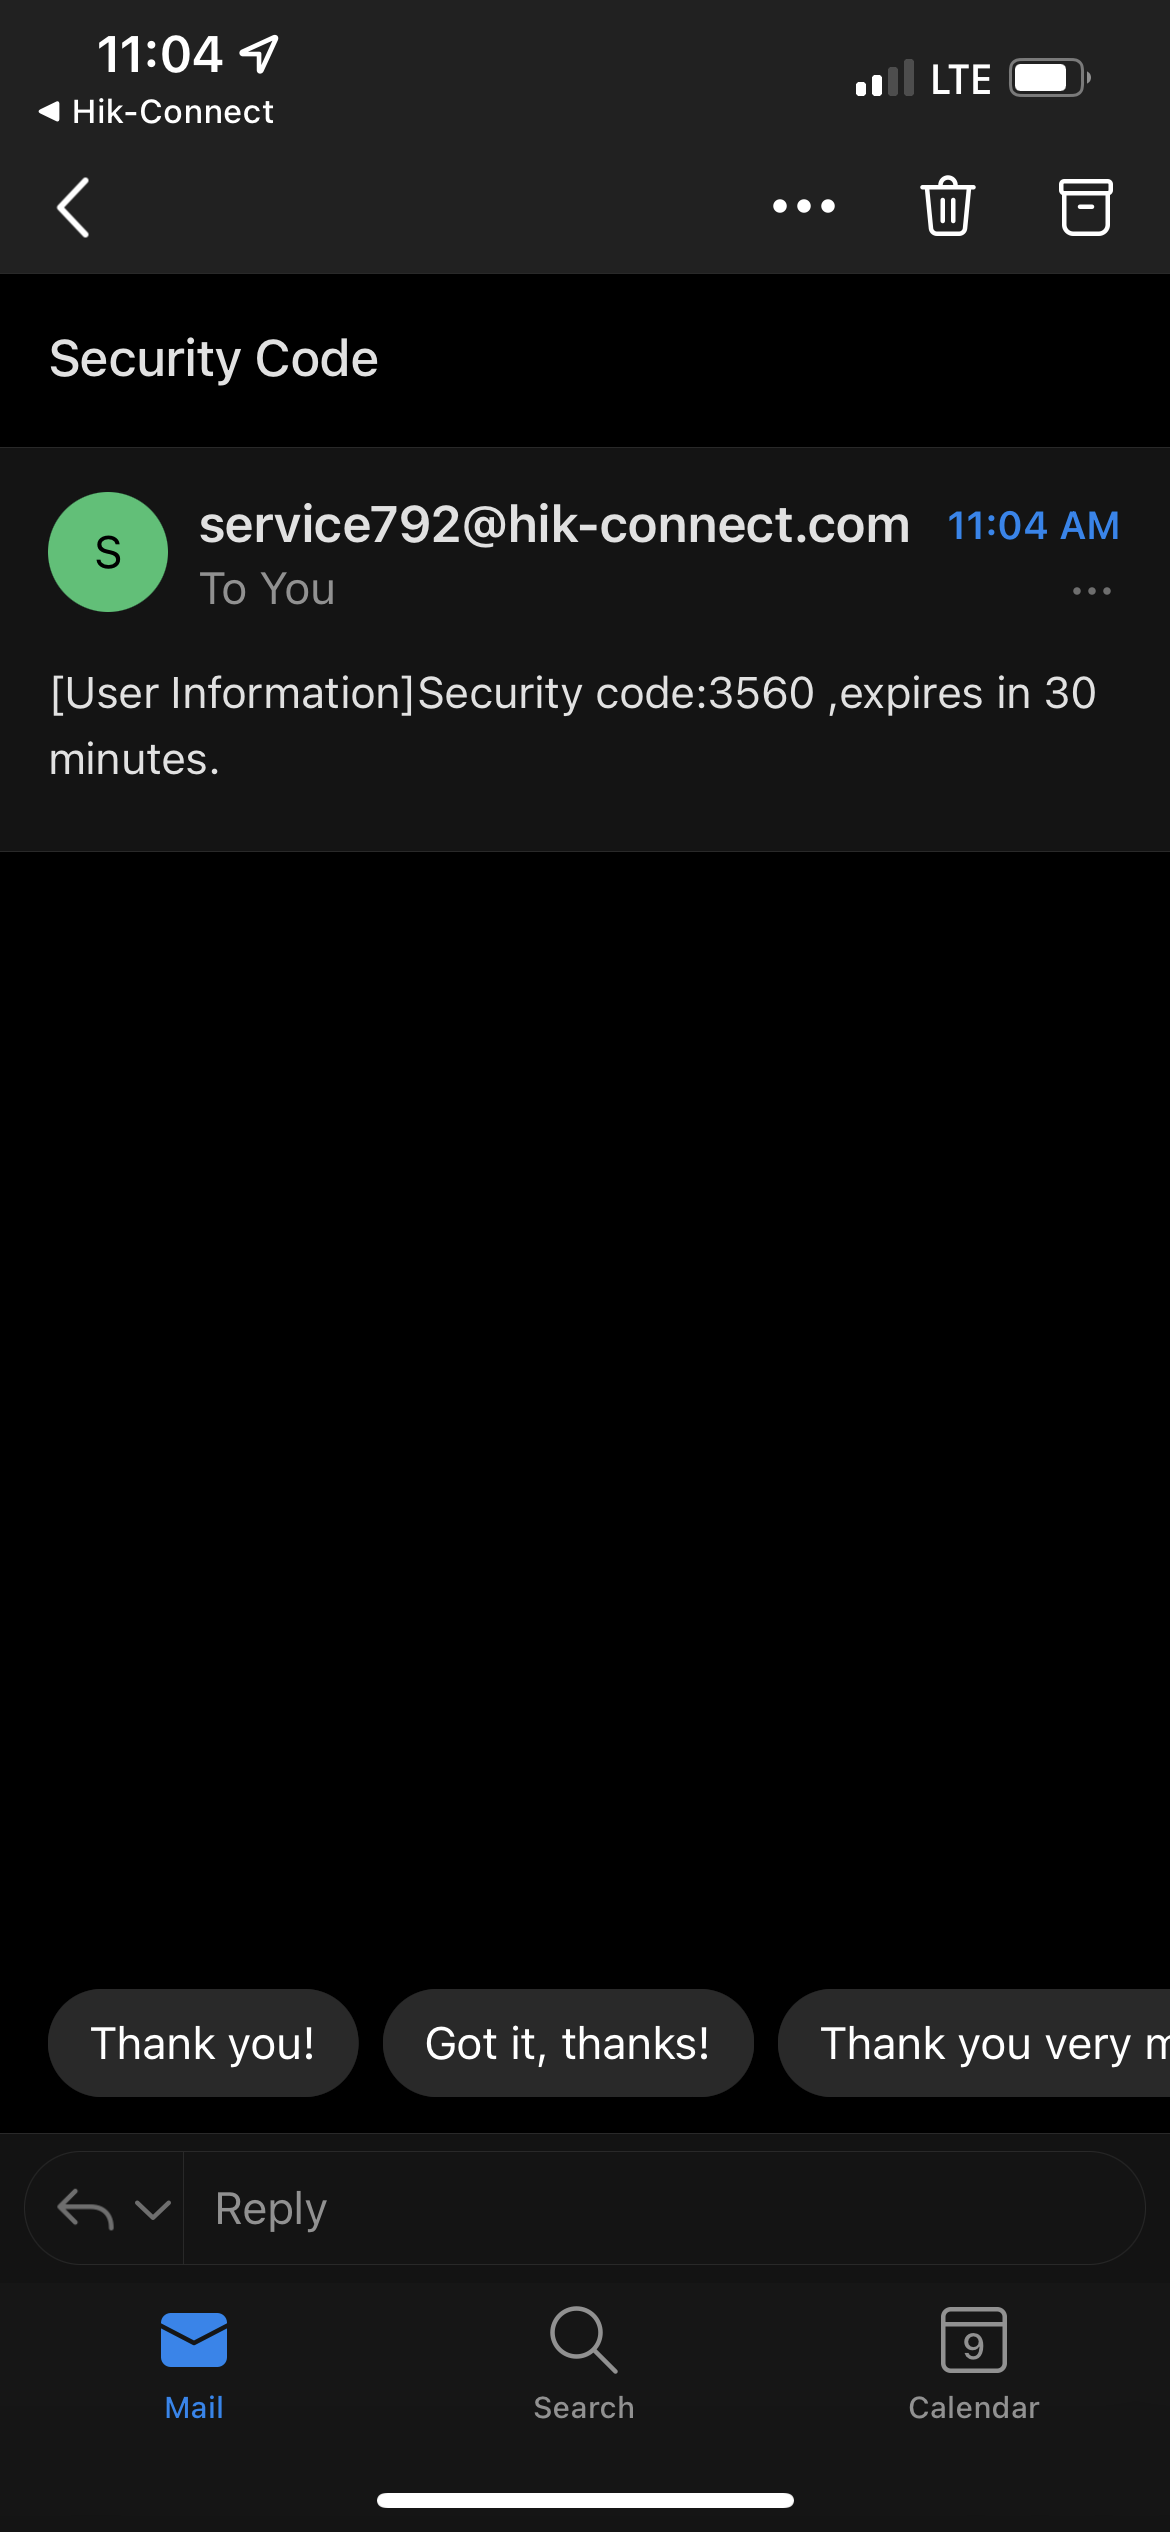 11:04
LTE
Hik-Connect
Security Code
S
service792@hik-connect.com
11:04 AM
To You
[User Information]Security code:3560 ,expires in 30
minutes.
Thank you!
Got it, thanks!
Thank you very m
Reply
9
Mail
Search
Calendar